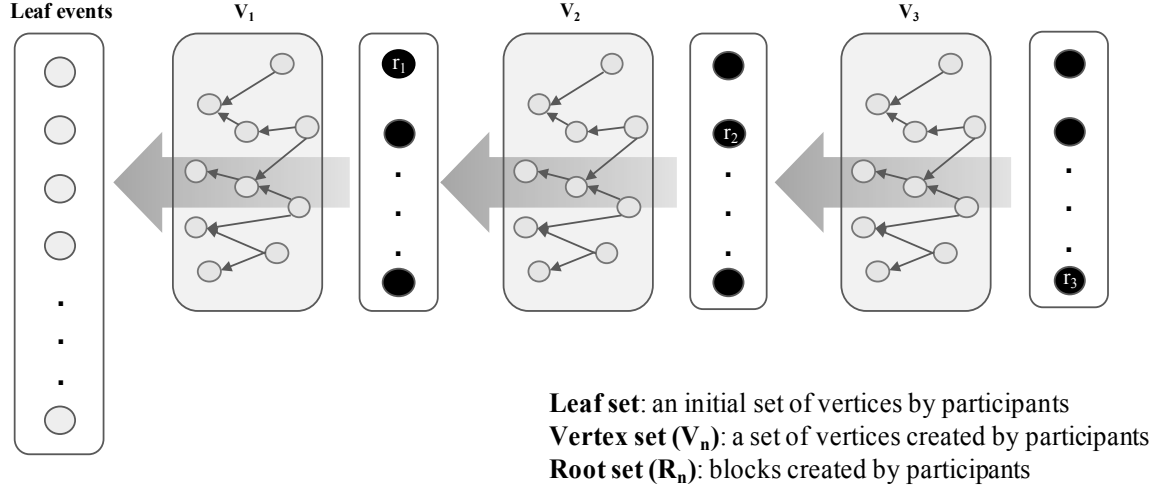 Leaf events
V₁
V₂
V₃
r₁
r₂
r₃
Leaf set: an initial set of vertices by participants
Vertex set (Vₙ): a set of vertices created by participants
Root set (Rₙ): blocks created by participants